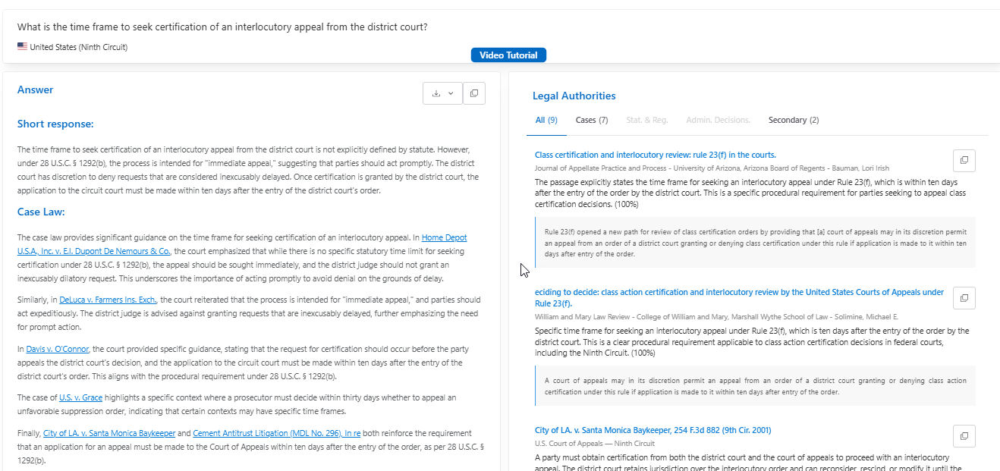 What is the time frame to seek certification of an interlocutory appeal from the district court?
United States (Ninth Circuit)
Video Tutorial
Answer
Short response:
The time frame to seek certification of an interlocutory appeal from the district court is not explicitly defined by statute. However,
under 28 U.S.C. § 1292(b), the process is intended for "immediate appeal," suggesting that parties should act promptly. The district
court has discretion to deny requests that are considered inexcusably delayed. Once certification is granted by the district court, the
application to the circuit court must be made within ten days after the entry of the district court's order.
Case Law:
The case law provides significant guidance on the time frame for seeking certification of an interlocutory appeal. In Home Depot
U.S.A., Inc. v. E.I. Dupont De Nemours & Co., the court emphasized that while there is no specific statutory time limit for seeking
certification under 28 U.S.C. § 1292(b), the appeal should be sought immediately, and the district judge should not grant an
inexcusably dilatory request. This underscores the importance of acting promptly to avoid denial on the grounds of delay.
Similarly, in DeLuca v. Farmers Ins. Exch., the court reiterated that the process is intended for "immediate appeal," and parties should
act expeditiously. The district judge is advised against granting requests that are inexcusably delayed, further emphasizing the need
for prompt action.
In Davis v. O'Connor, the court provided specific guidance, stating that the request for certification should occur before the party
appeals the district court's decision, and the application to the circuit court must be made within ten days after the entry of the
district court's order. This aligns with the procedural requirement under 28 U.S.C. § 1292(b).
The case of U.S. v. Grace highlights a specific context where a prosecutor must decide within thirty days whether to appeal an
unfavorable suppression order, indicating that certain contexts may have specific time frames.
Finally, City of LA. v. Santa Monica Baykeeper and Cement Antitrust Litigation (MDL No. 296), In re both reinforce the requirement
that an application for an appeal must be made to the Court of Appeals within ten days after the entry of the order, as per 28 U.S.C. §
1292(b).
Legal Authorities
All (9) Cases (7) Stat. & Reg. Admin. Decisions. Secondary (2)
Class certification and interlocutory review: rule 23(f) in the courts.
Journal of Appellate Practice and Process - University of Arizona, Arizona Board of Regents - Bauman, Lori Irish
The passage explicitly states the time frame for seeking an interlocutory appeal under Rule 23(f), which is within ten days
after the entry of the order by the district court. This is a specific procedural requirement for parties seeking to appeal class
certification decisions. (100%)
Rule 23(f) opened a new path for review of class certification orders by providing that [a] court of appeals may in its discretion permit
an appeal from an order of a district court granting or denying class certification under this rule if application is made to it within ten
days after entry of the order.
eciding to decide: class action certification and interlocutory review by the United States Courts of Appeals under
Rule 23(f).
William and Mary Law Review - College of William and Mary, Marshall Wythe School of Law - Solimine, Michael E.
Specific time frame for seeking an interlocutory appeal under Rule 23(f), which is ten days after the entry of the order by the
district court. This is a clear procedural requirement applicable to class action certification decisions in federal courts,
including the Ninth Circuit. (100%)
A court of appeals may in its discretion permit an appeal from an order of a district court granting or denying class action
certification under this rule if application is made to it within ten days after entry of the order.
City of LA. v. Santa Monica Baykeeper, 254 F.3d 882 (9th Cir. 2001)
U.S. Court of Appeals — Ninth Circuit
A party must obtain certification from both the district court and the court of appeals to proceed with an interlocutory
appeal. The district court retains jurisdiction over the interlocutory order and can reconsider, rescind, or modify it until the